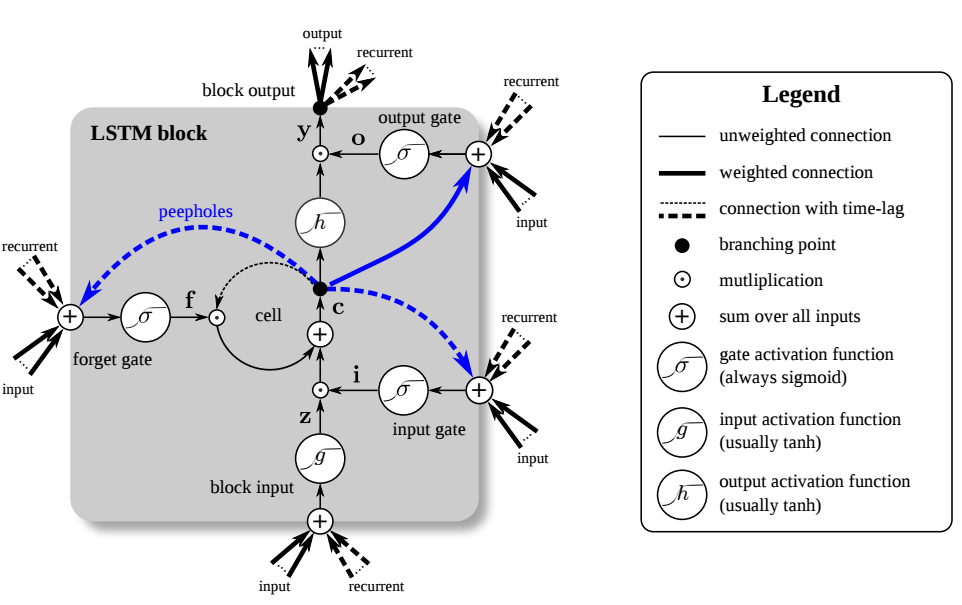 output
recurrent
block output
LSTM block
y
o
output gate
σ
recurrent
input
h
peepholes
recurrent
f
σ
cell
c
forget gate
input
i
σ
recurrent
z
input gate
input
g
block input
input
recurrent
Legend
unweighted connection
weighted connection
connection with time-lag
branching point
mutliplication
sum over all inputs
σ
gate activation function
(always sigmoid)
g
input activation function
(usually tanh)
h
output activation function
(usually tanh)